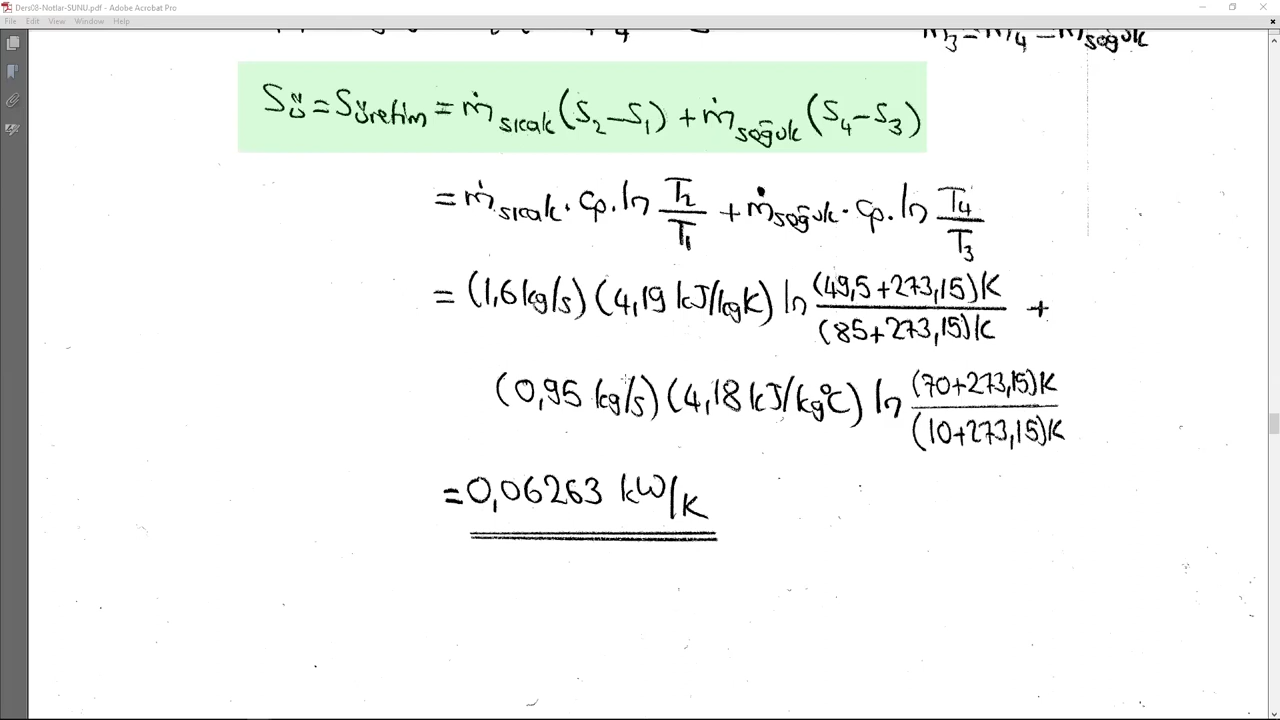 Ders08-Notlar-SUNU.pdf - Adobe Acrobat Pro
File Edit View Window Help
ṁ3 = ṁ4 = ṁsoğuk
Sü = Süretim = ṁsıcak (S2 - S1) + ṁsoğuk (S4 - S3)
= ṁsıcak · cp. ln T2/T1 + ṁsoğuk · cp. ln T4/T3
= (1,6 kg/s) (4,19 kJ/kgK) ln (49,5+273,15)K / (85+273,15)K +
(0,95 kg/s) (4,18 kJ/kg°C) ln (70+273,15)K / (10+273,15)K
= 0,06263 kW/K